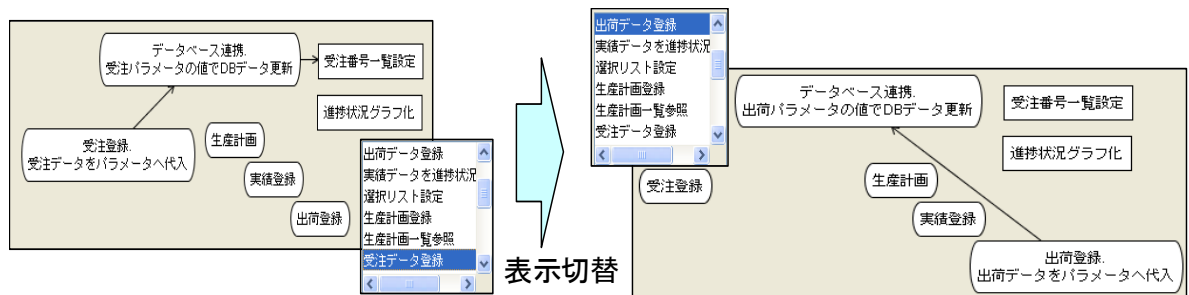 データベース連携.
受注パラメータの値でDBデータ更新
受注番号一覧設定
進捗状況グラフ化
受注登録.
受注データをパラメータへ代入
生産計画
実績登録
出荷登録
出荷データ登録
実績データを進捗状況
選択リスト設定
生産計画登録
生産計画一覧参照
受注データ登録
表示切替
出荷データ登録
実績データを進捗状況
選択リスト設定
生産計画登録
生産計画一覧参照
受注データ登録
データベース連携.
出荷パラメータの値でDBデータ更新
受注番号一覧設定
進捗状況グラフ化
受注登録
生産計画
実績登録
出荷登録.
出荷データをパラメータへ代入